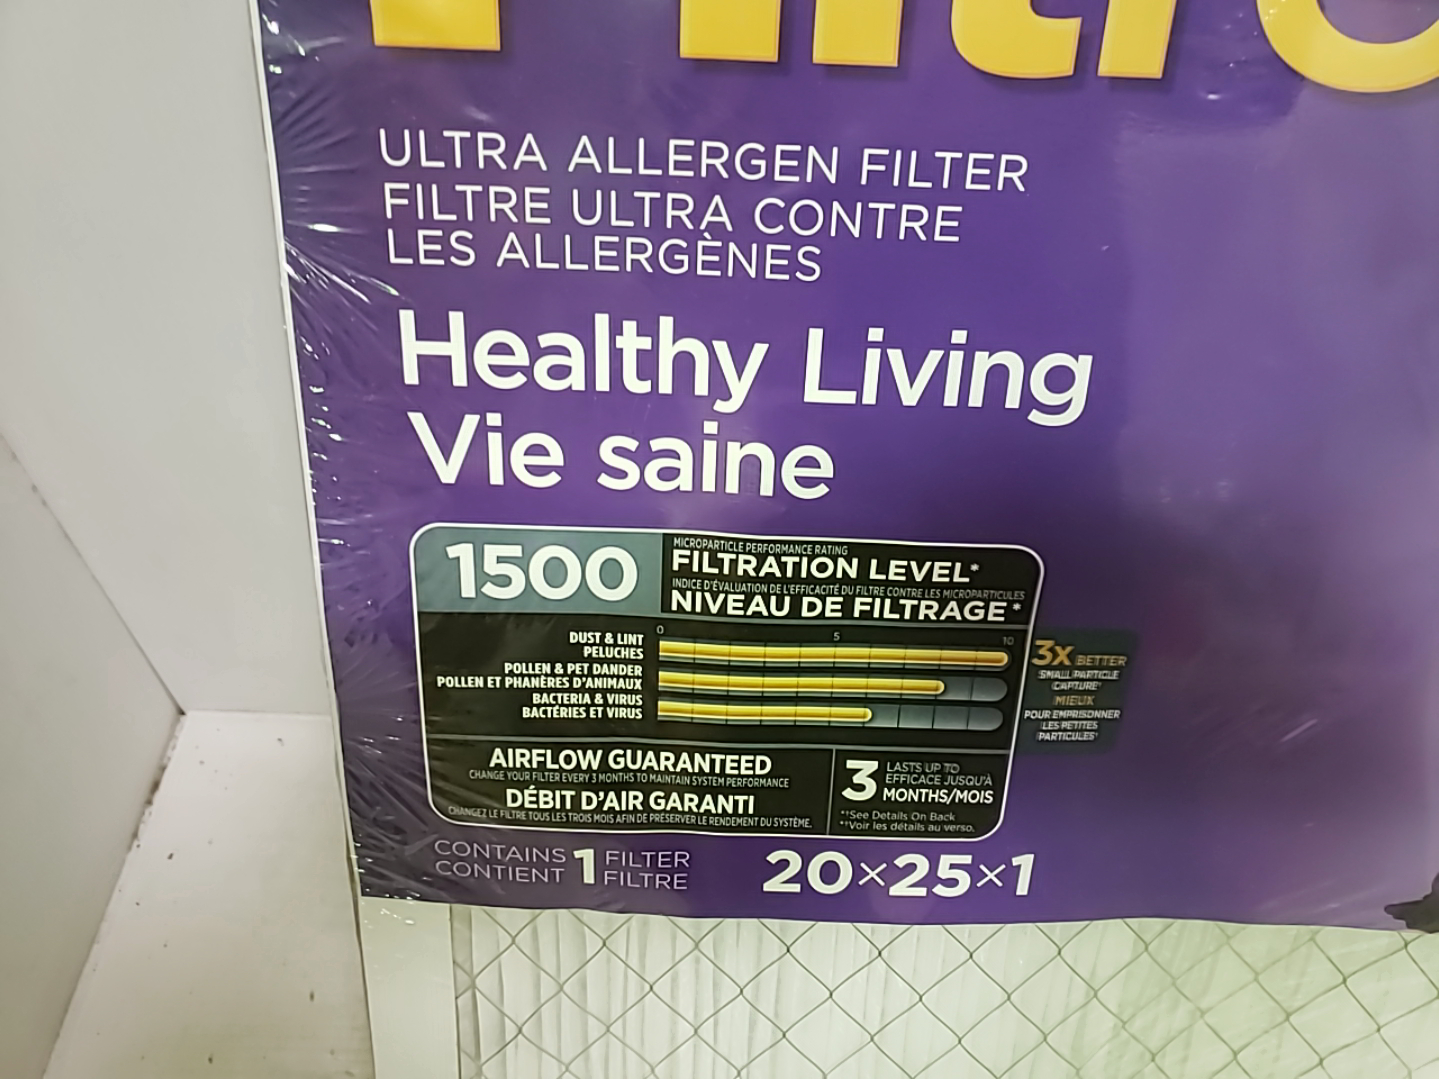 Filtre
ULTRA ALLERGEN FILTER
FILTRE ULTRA CONTRE
LES ALLERGÈNES
Healthy Living
Vie saine
1500
MICROPARTICLE PERFORMANCE RATING
FILTRATION LEVEL*
INDICE D'ÉVALUATION DE L'EFFICACITÉ DU FILTRE CONTRE LES MICROPARTICULES
NIVEAU DE FILTRAGE*
0 5 10
DUST & LINT
PELUCHES
POLLEN & PET DANDER
POLLEN ET PHANÈRES D'ANIMAUX
BACTERIA & VIRUS
BACTÉRIES ET VIRUS
3X BETTER
SMALL PARTICLE
CAPTURE†
MIEUX
POUR EMPRISONNER
LES PETITES
PARTICULES†
AIRFLOW GUARANTEED
CHANGE YOUR FILTER EVERY 3 MONTHS TO MAINTAIN SYSTEM PERFORMANCE
DÉBIT D'AIR GARANTI
CHANGEZ LE FILTRE TOUS LES TROIS MOIS AFIN DE PRÉSERVER LE RENDEMENT DU SYSTÈME.
3 LASTS UP TO
EFFICACE JUSQU'À
MONTHS/MOIS
**See Details On Back
**Voir les détails au verso.
CONTAINS 1 FILTER
CONTIENT FILTRE
20×25×1